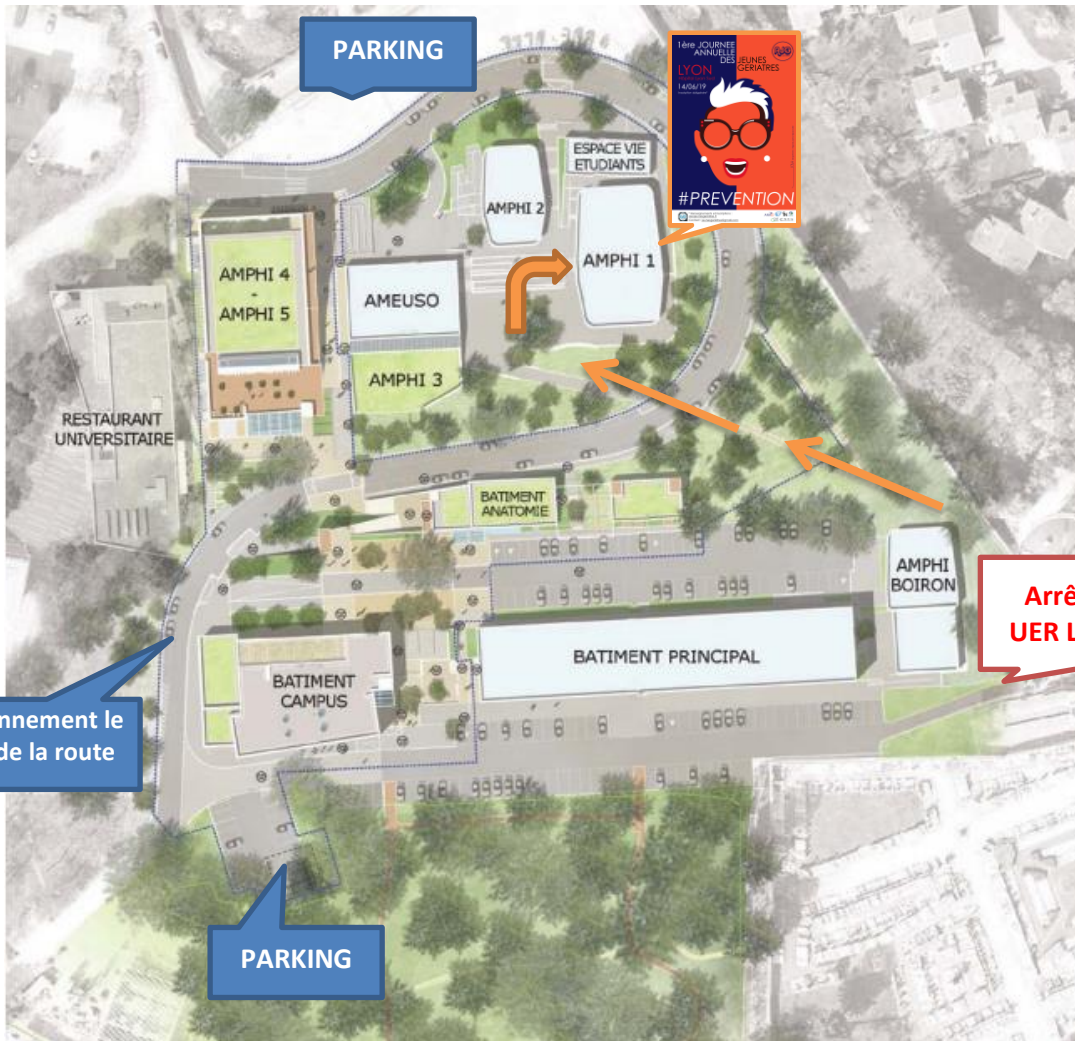 PARKING
1ère JOURNEE
ANNUELLE
DES JEUNES
GERIATRES
LYON
14/06/19
#PREVENTION
ESPACE VIE
ETUDIANTS
AMPHI 2
AMPHI 1
AMPHI 4
-
AMPHI 5
AMEUSO
AMPHI 3
RESTAURANT
UNIVERSITAIRE
BATIMENT
ANATOMIE
AMPHI
BOIRON
Arrê
UER L
BATIMENT PRINCIPAL
BATIMENT
CAMPUS
nnement le
de la route
PARKING